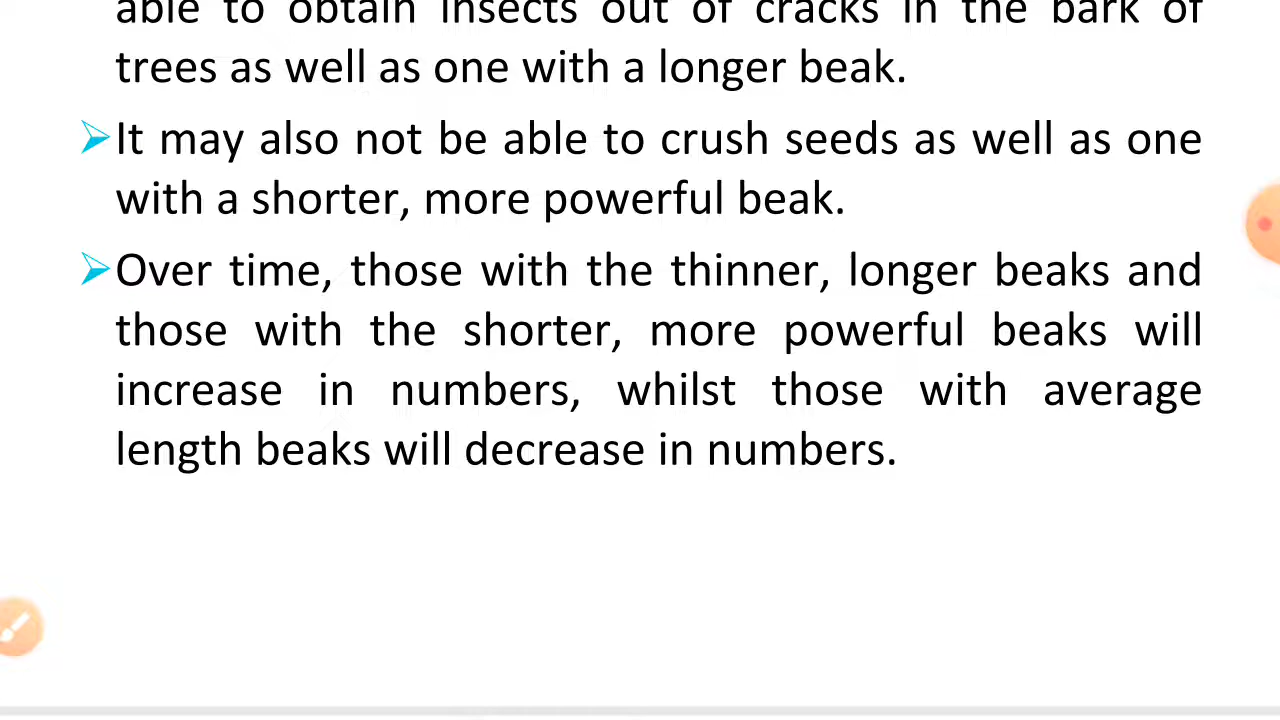 able to obtain insects out of cracks in the bark of
trees as well as one with a longer beak.
It may also not be able to crush seeds as well as one
with a shorter, more powerful beak.
Over time, those with the thinner, longer beaks and
those with the shorter, more powerful beaks will
increase in numbers, whilst those with average
length beaks will decrease in numbers.